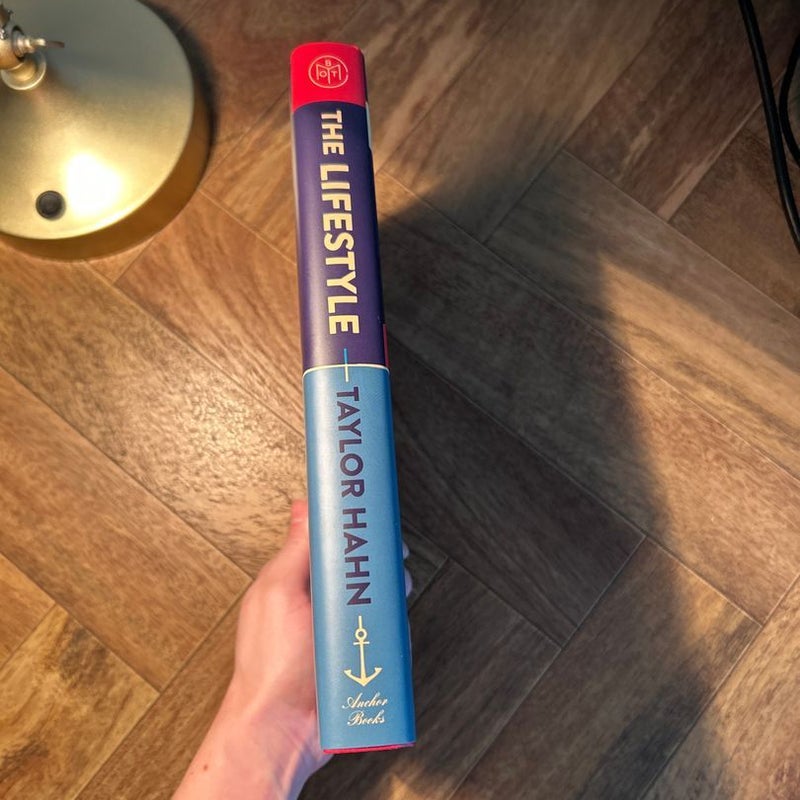 BOTM
THE LIFESTYLE
TAYLOR HAHN
Anchor
Books